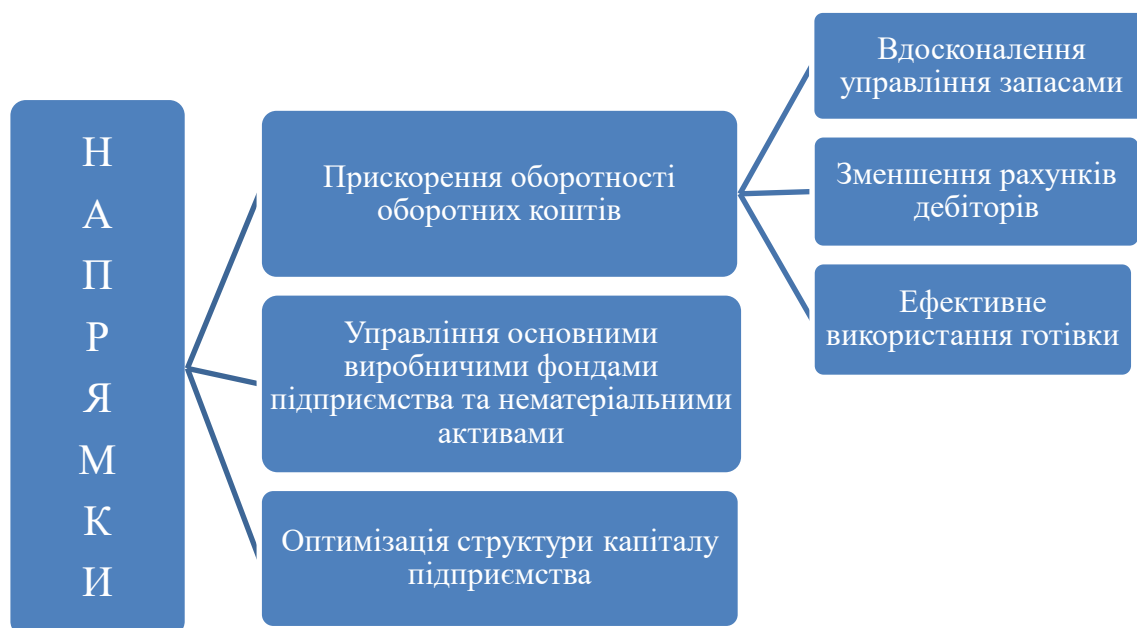 НАПРЯМКИ
Прискорення оборотності
оборотних коштів
Управління основними
виробничими фондами
підприємства та нематеріальними
активами
Оптимізація структури капіталу
підприємства
Вдосконалення
управління запасами
Зменшення рахунків
дебіторів
Ефективне
використання готівки